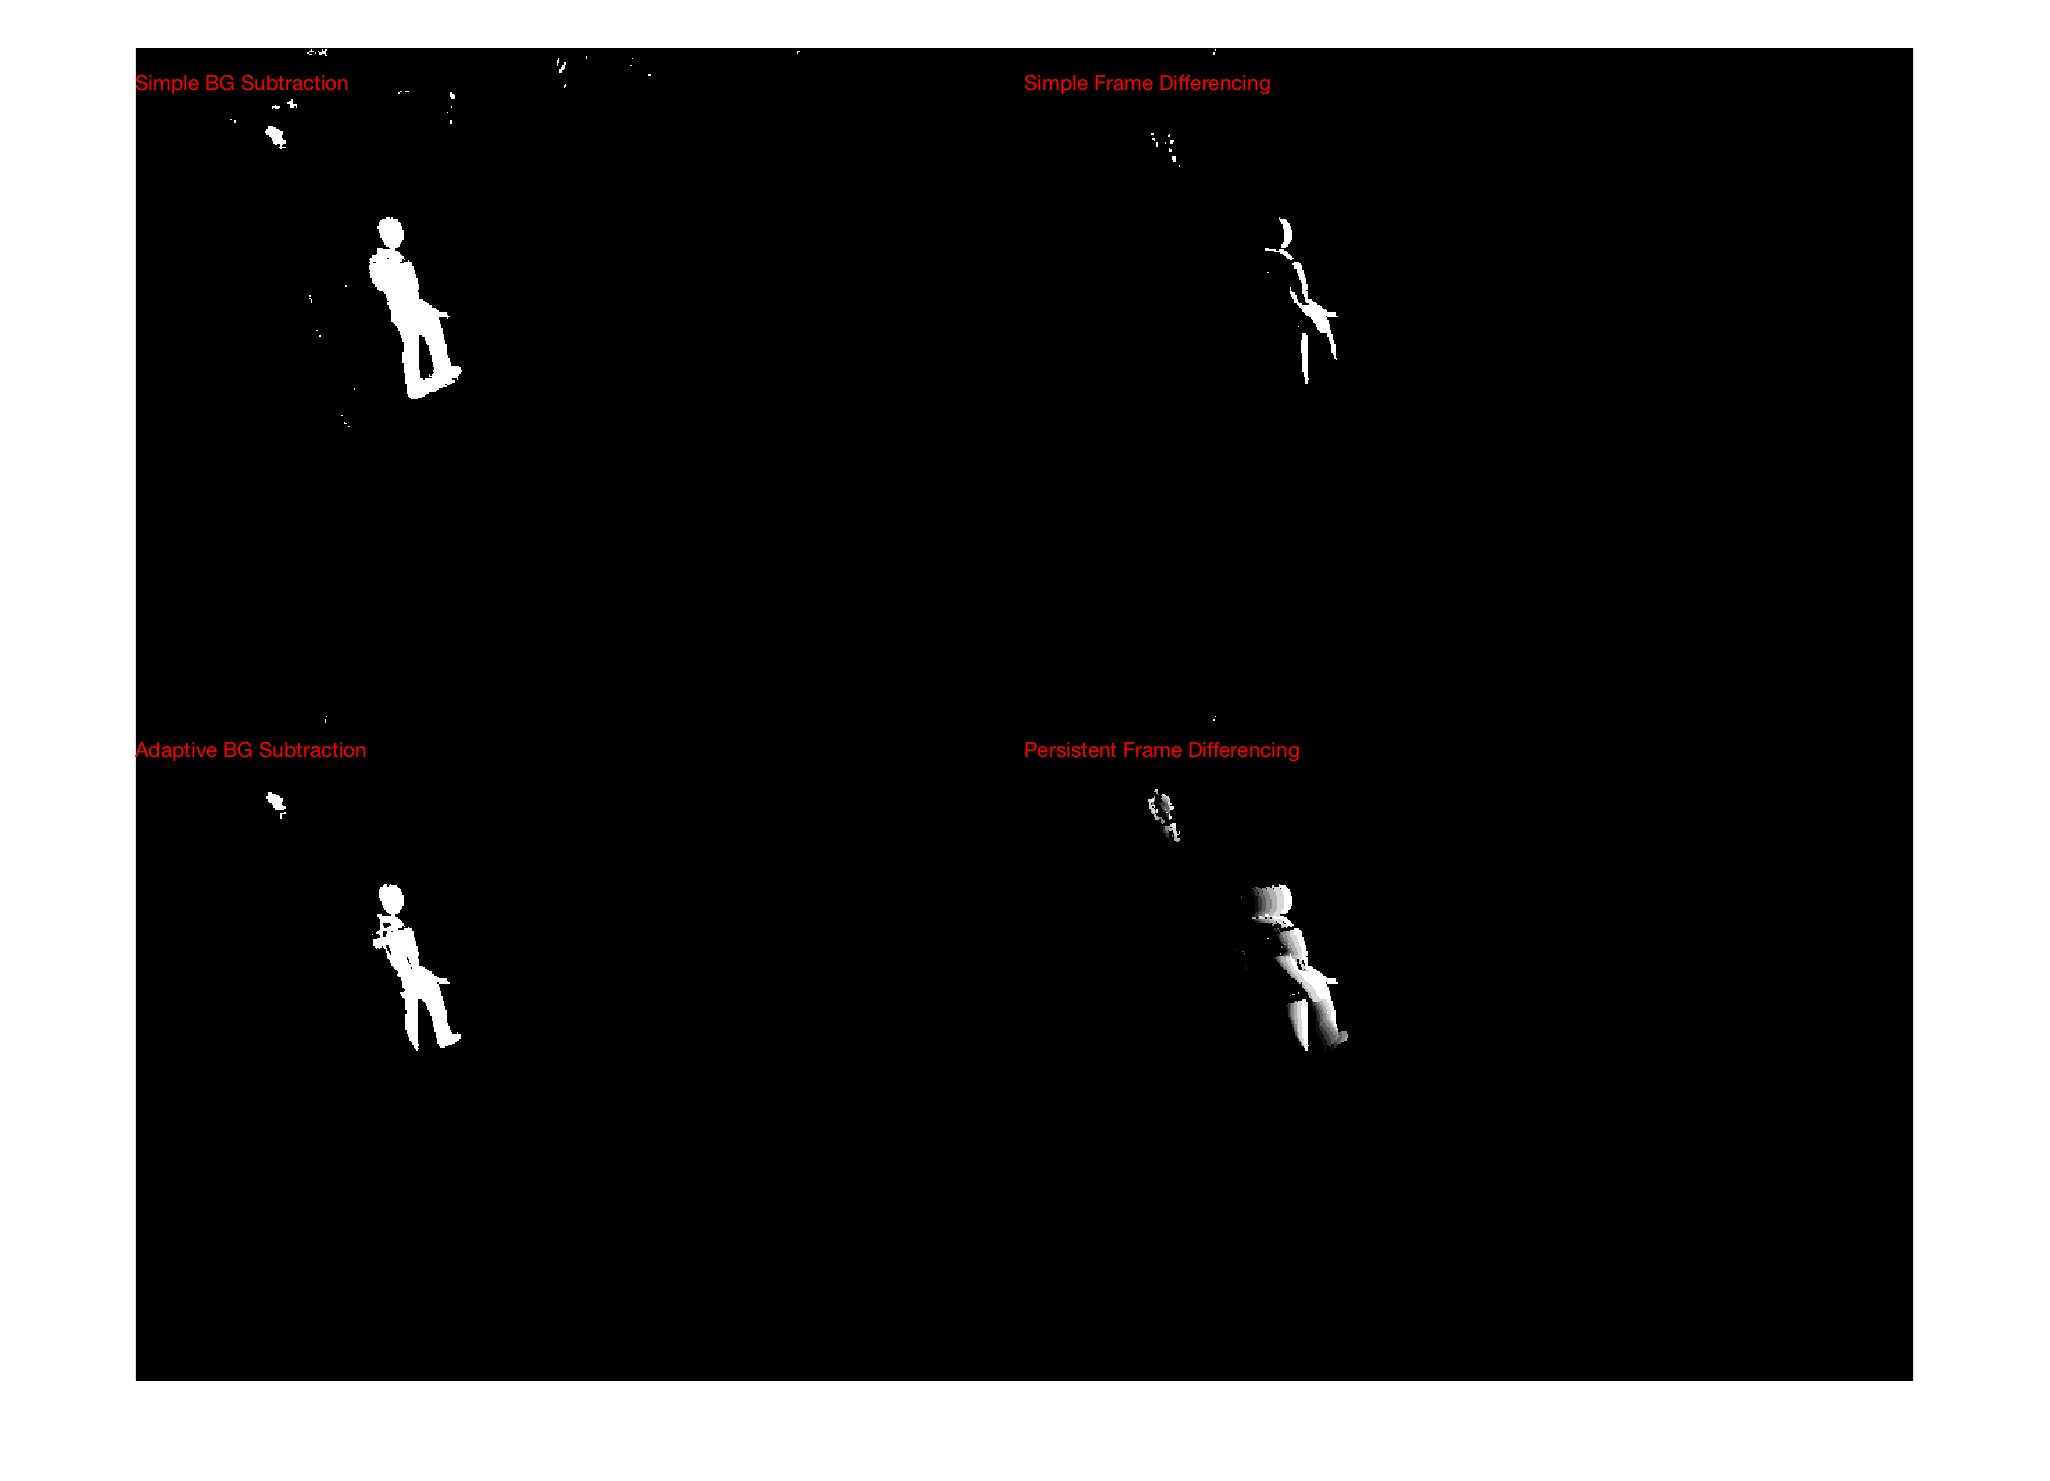 Simple BG Subtraction
Simple Frame Differencing
Adaptive BG Subtraction
Persistent Frame Differencing